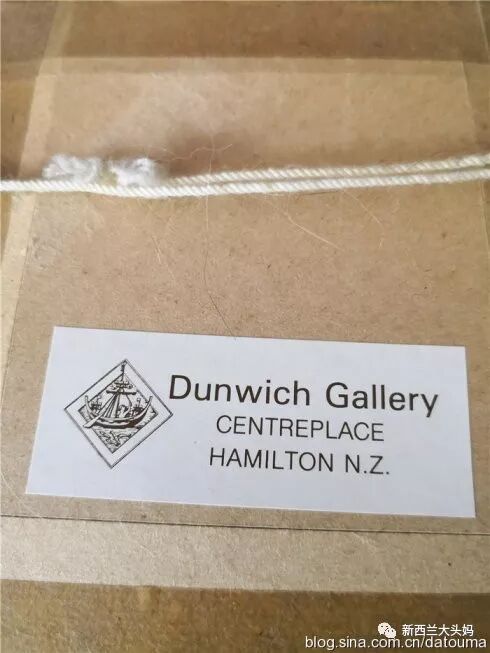 Dunwich Gallery
CENTREPLACE
HAMILTON N.Z.
新西兰大头妈
blog.sina.com.cn/datouma